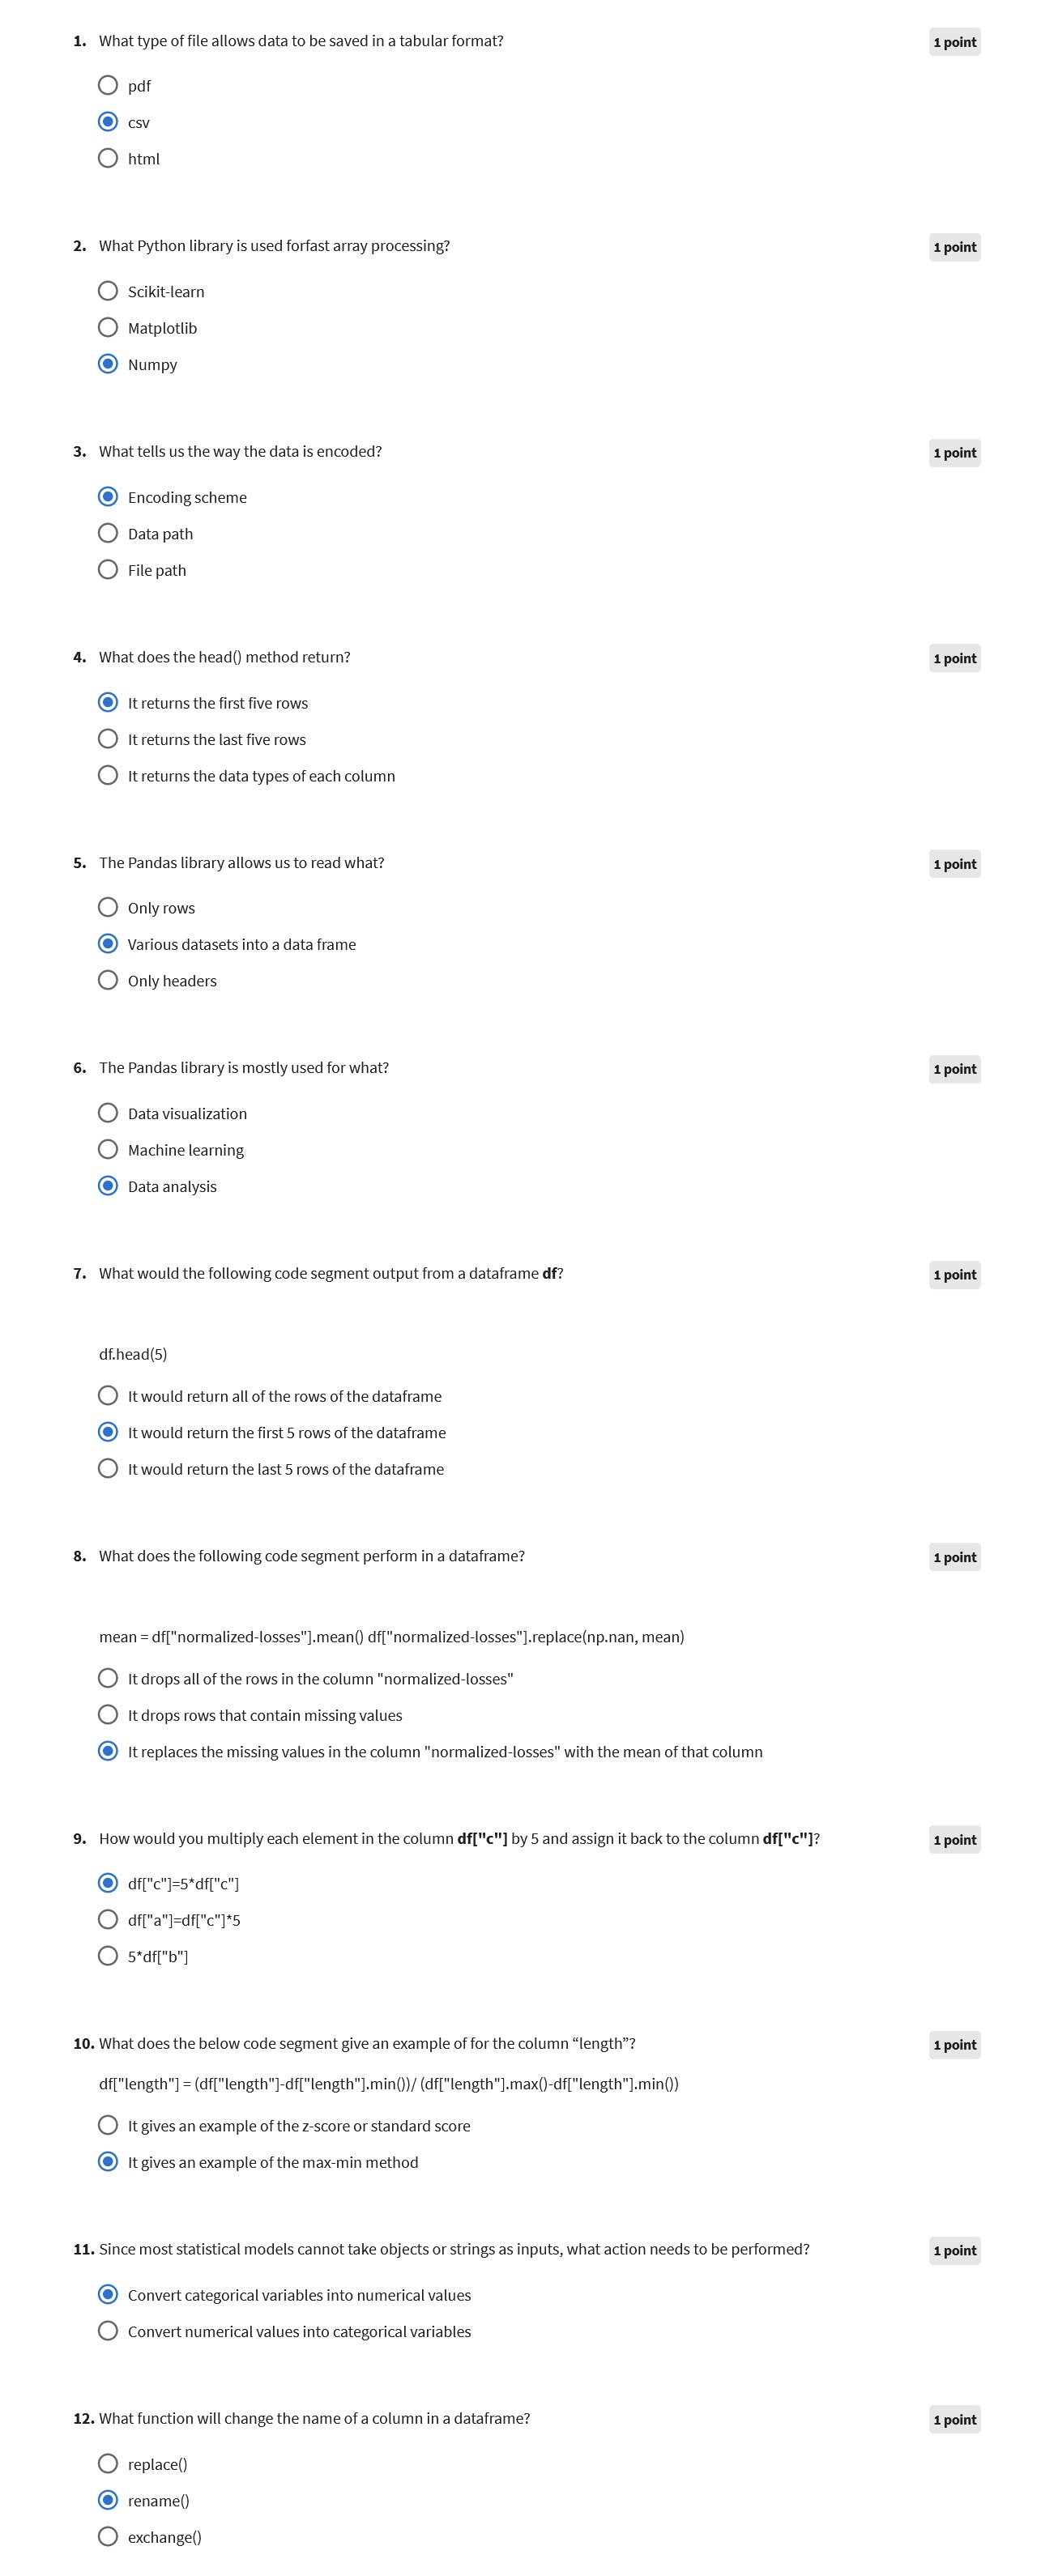 1. What type of file allows data to be saved in a tabular format?
1 point
pdf
csv
html
2. What Python library is used forfast array processing?
1 point
Scikit-learn
Matplotlib
Numpy
3. What tells us the way the data is encoded?
1 point
Encoding scheme
Data path
File path
4. What does the head() method return?
1 point
It returns the first five rows
It returns the last five rows
It returns the data types of each column
5. The Pandas library allows us to read what?
1 point
Only rows
Various datasets into a data frame
Only headers
6. The Pandas library is mostly used for what?
1 point
Data visualization
Machine learning
Data analysis
7. What would the following code segment output from a dataframe df?
1 point
df.head(5)
It would return all of the rows of the dataframe
It would return the first 5 rows of the dataframe
It would return the last 5 rows of the dataframe
8. What does the following code segment perform in a dataframe?
1 point
mean = df["normalized-losses"].mean() df["normalized-losses"].replace(np.nan, mean)
It drops all of the rows in the column "normalized-losses"
It drops rows that contain missing values
It replaces the missing values in the column "normalized-losses" with the mean of that column
9. How would you multiply each element in the column df["c"] by 5 and assign it back to the column df["c"]?
1 point
df["c"]=5*df["c"]
df["a"]=df["c"]*5
5*df["b"]
10. What does the below code segment give an example of for the column “length”?
1 point
df["length"] = (df["length"]-df["length"].min())/ (df["length"].max()-df["length"].min())
It gives an example of the z-score or standard score
It gives an example of the max-min method
11. Since most statistical models cannot take objects or strings as inputs, what action needs to be performed?
1 point
Convert categorical variables into numerical values
Convert numerical values into categorical variables
12. What function will change the name of a column in a dataframe?
1 point
replace()
rename()
exchange()